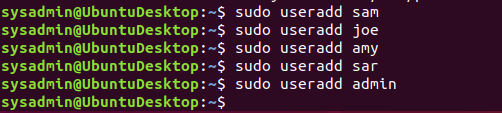 sysadmin@UbuntuDesktop:~$ sudo useradd sam
sysadmin@UbuntuDesktop:~$ sudo useradd joe
sysadmin@UbuntuDesktop:~$ sudo useradd amy
sysadmin@UbuntuDesktop:~$ sudo useradd sar
sysadmin@UbuntuDesktop:~$ sudo useradd admin
sysadmin@UbuntuDesktop:~$